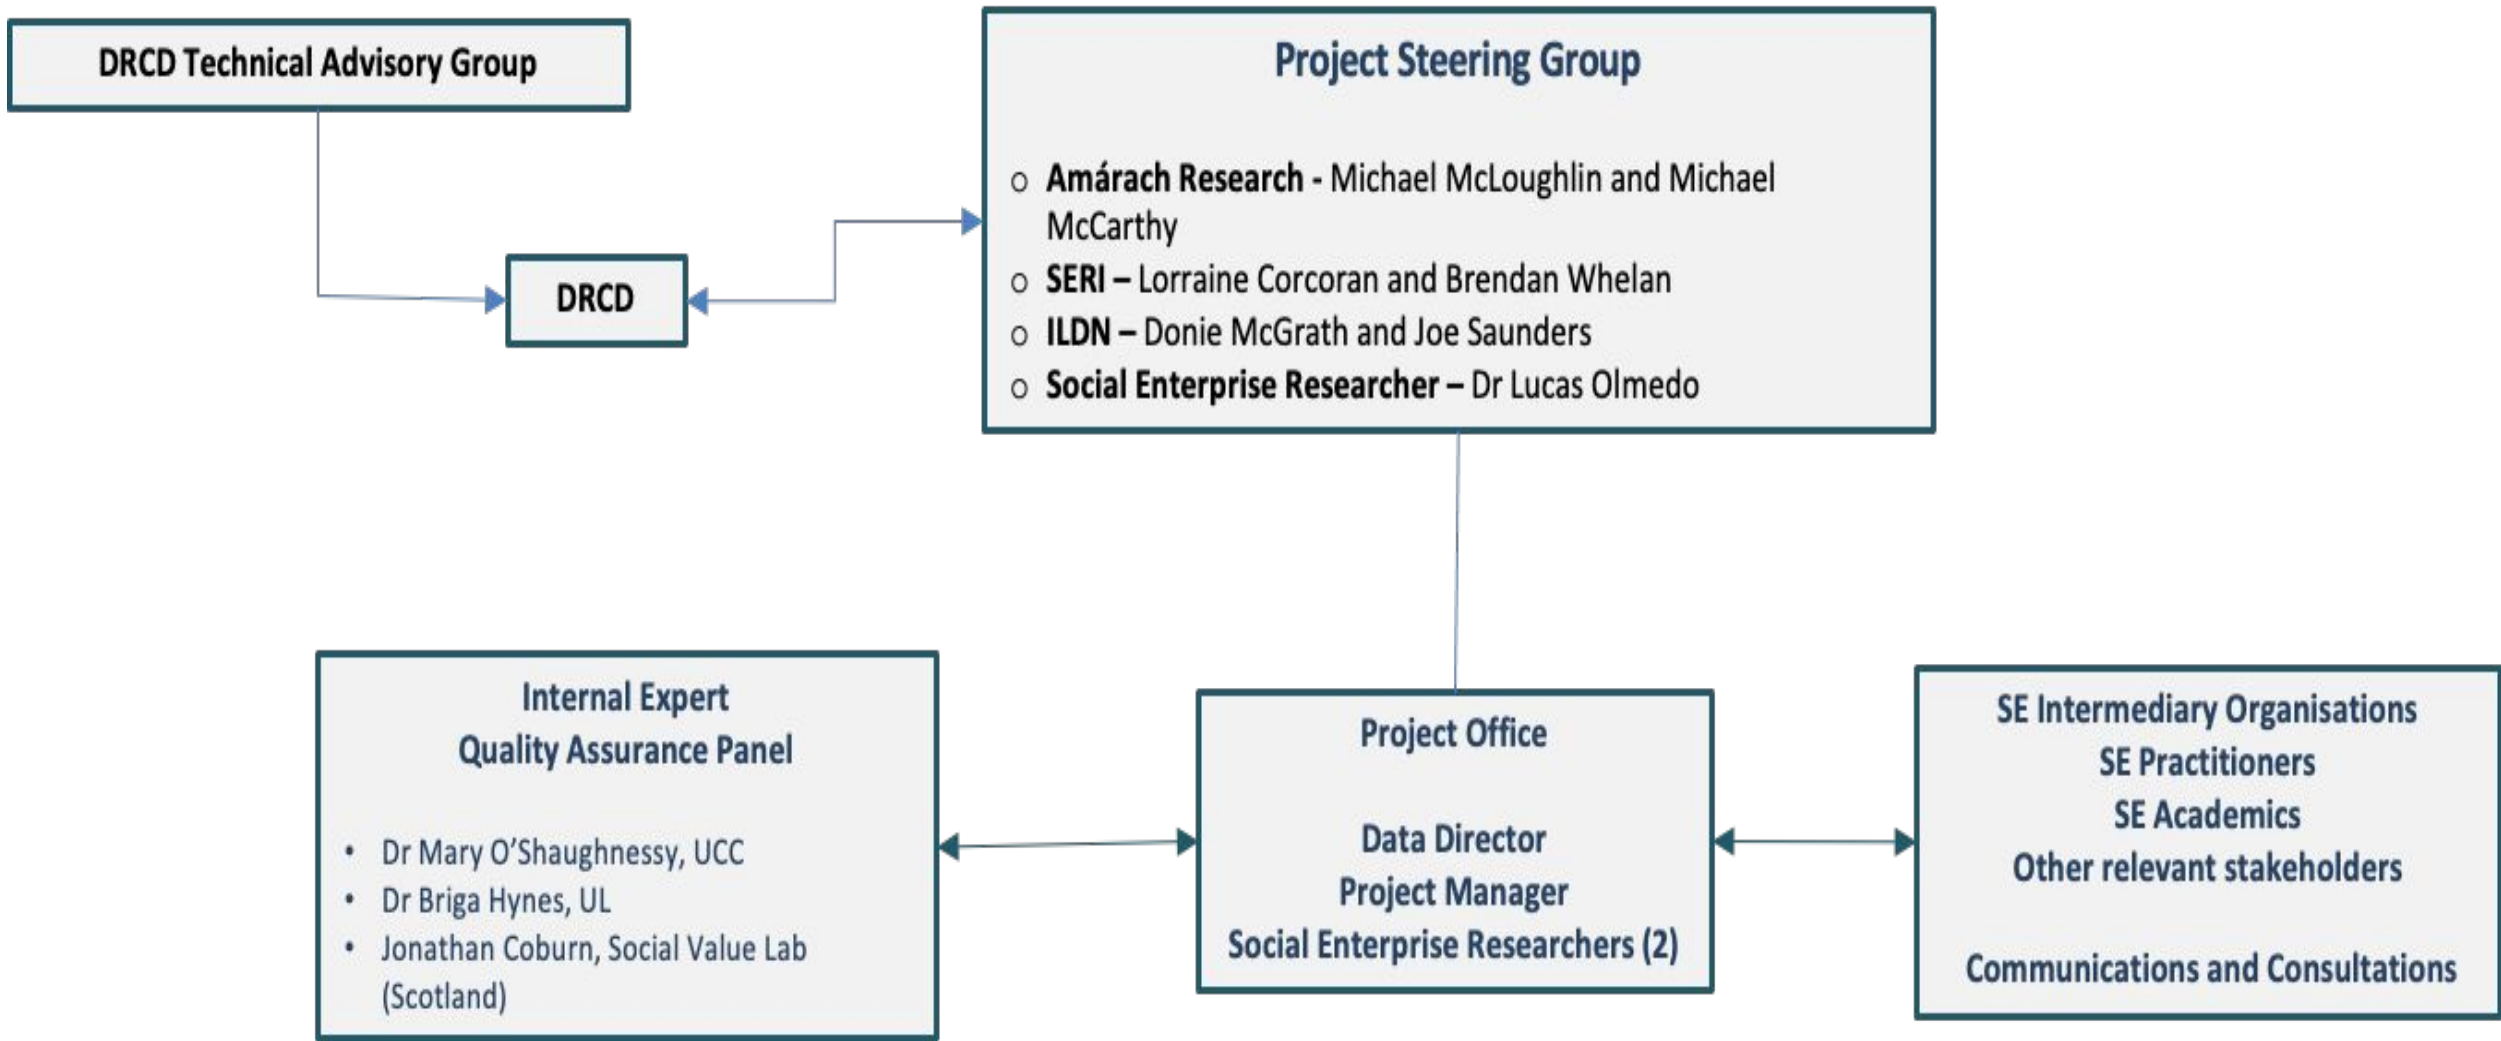 DRCD Technical Advisory Group
Project Steering Group
○ Amárach Research - Michael McLoughlin and Michael
McCarthy
○ SERI – Lorraine Corcoran and Brendan Whelan
○ ILDN – Donie McGrath and Joe Saunders
○ Social Enterprise Researcher – Dr Lucas Olmedo
DRCD
Internal Expert
Quality Assurance Panel
• Dr Mary O’Shaughnessy, UCC
• Dr Briga Hynes, UL
• Jonathan Coburn, Social Value Lab
(Scotland)
Project Office
Data Director
Project Manager
Social Enterprise Researchers (2)
SE Intermediary Organisations
SE Practitioners
SE Academics
Other relevant stakeholders
Communications and Consultations